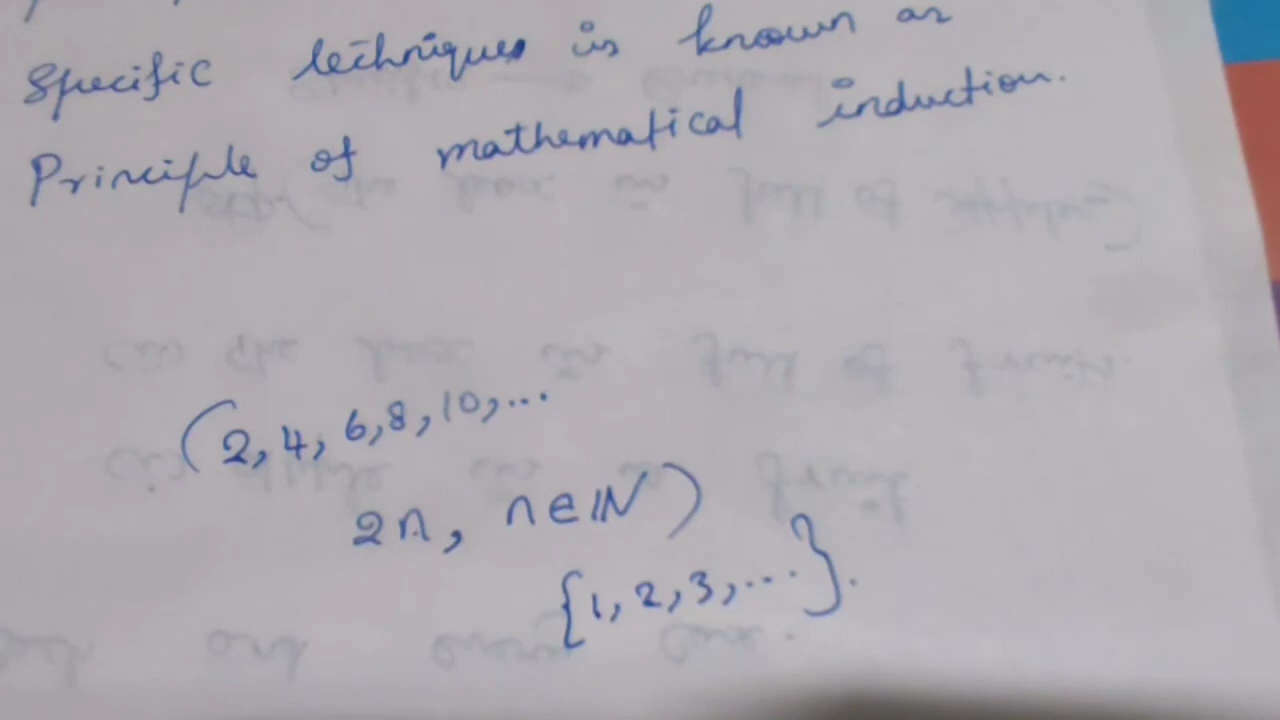 Specific techniques is known as
Principle of mathematical induction.
(2, 4, 6, 8, 10, ...
2n, n ∈ ℕ)
{1, 2, 3, ...}.